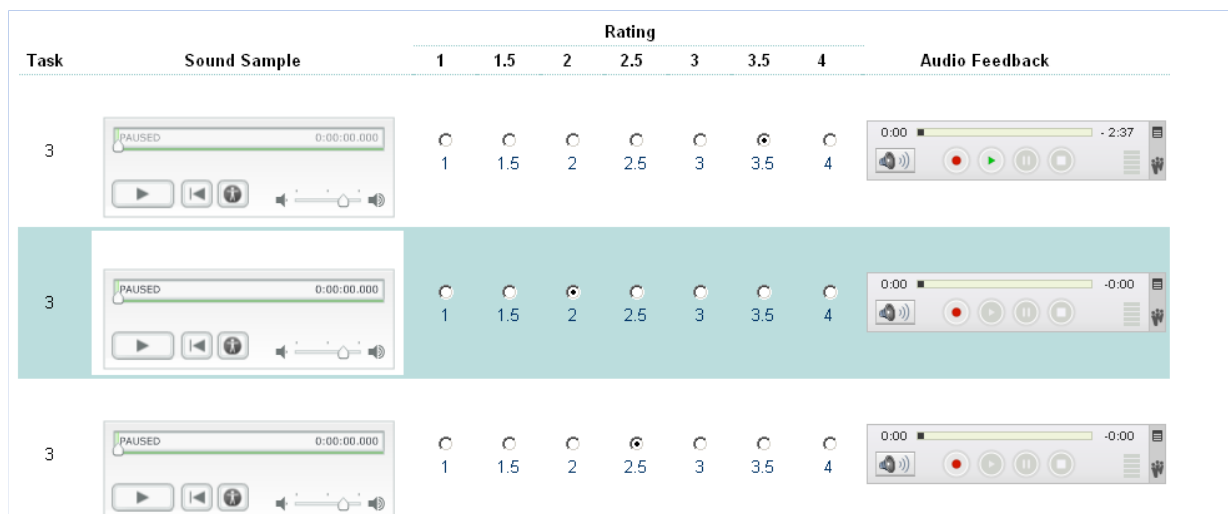 Rating
Task Sound Sample 1 1.5 2 2.5 3 3.5 4 Audio Feedback
PAUSED 0:00:00.000 0:00 - 2:37
3
1 1.5 2 2.5 3 3.5 4
PAUSED 0:00:00.000 0:00 -0:00
3
1 1.5 2 2.5 3 3.5 4
PAUSED 0:00:00.000 0:00 -0:00
3
1 1.5 2 2.5 3 3.5 4